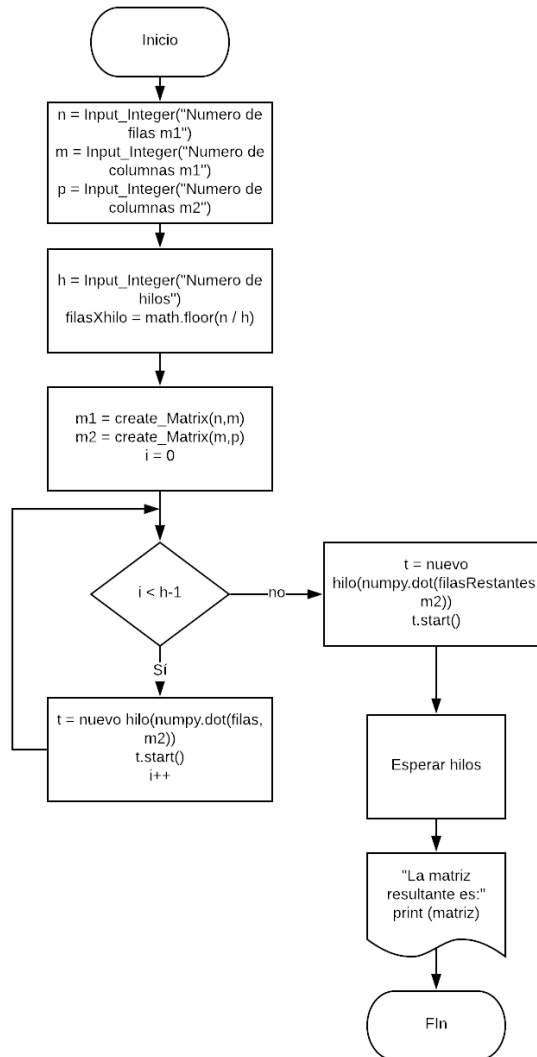 Inicio
n = Input_Integer("Numero de
filas m1")
m = Input_Integer("Numero de
columnas m1")
p = Input_Integer("Numero de
columnas m2")
h = Input_Integer("Numero de
hilos")
filasXhilo = math.floor(n / h)
m1 = create_Matrix(n,m)
m2 = create_Matrix(m,p)
i = 0
i < h-1
no
Sí
t = nuevo hilo(numpy.dot(filas,
m2))
t.start()
i++
t = nuevo
hilo(numpy.dot(filasRestantes,
m2))
t.start()
Esperar hilos
"La matriz
resultante es:"
print (matriz)
FIn